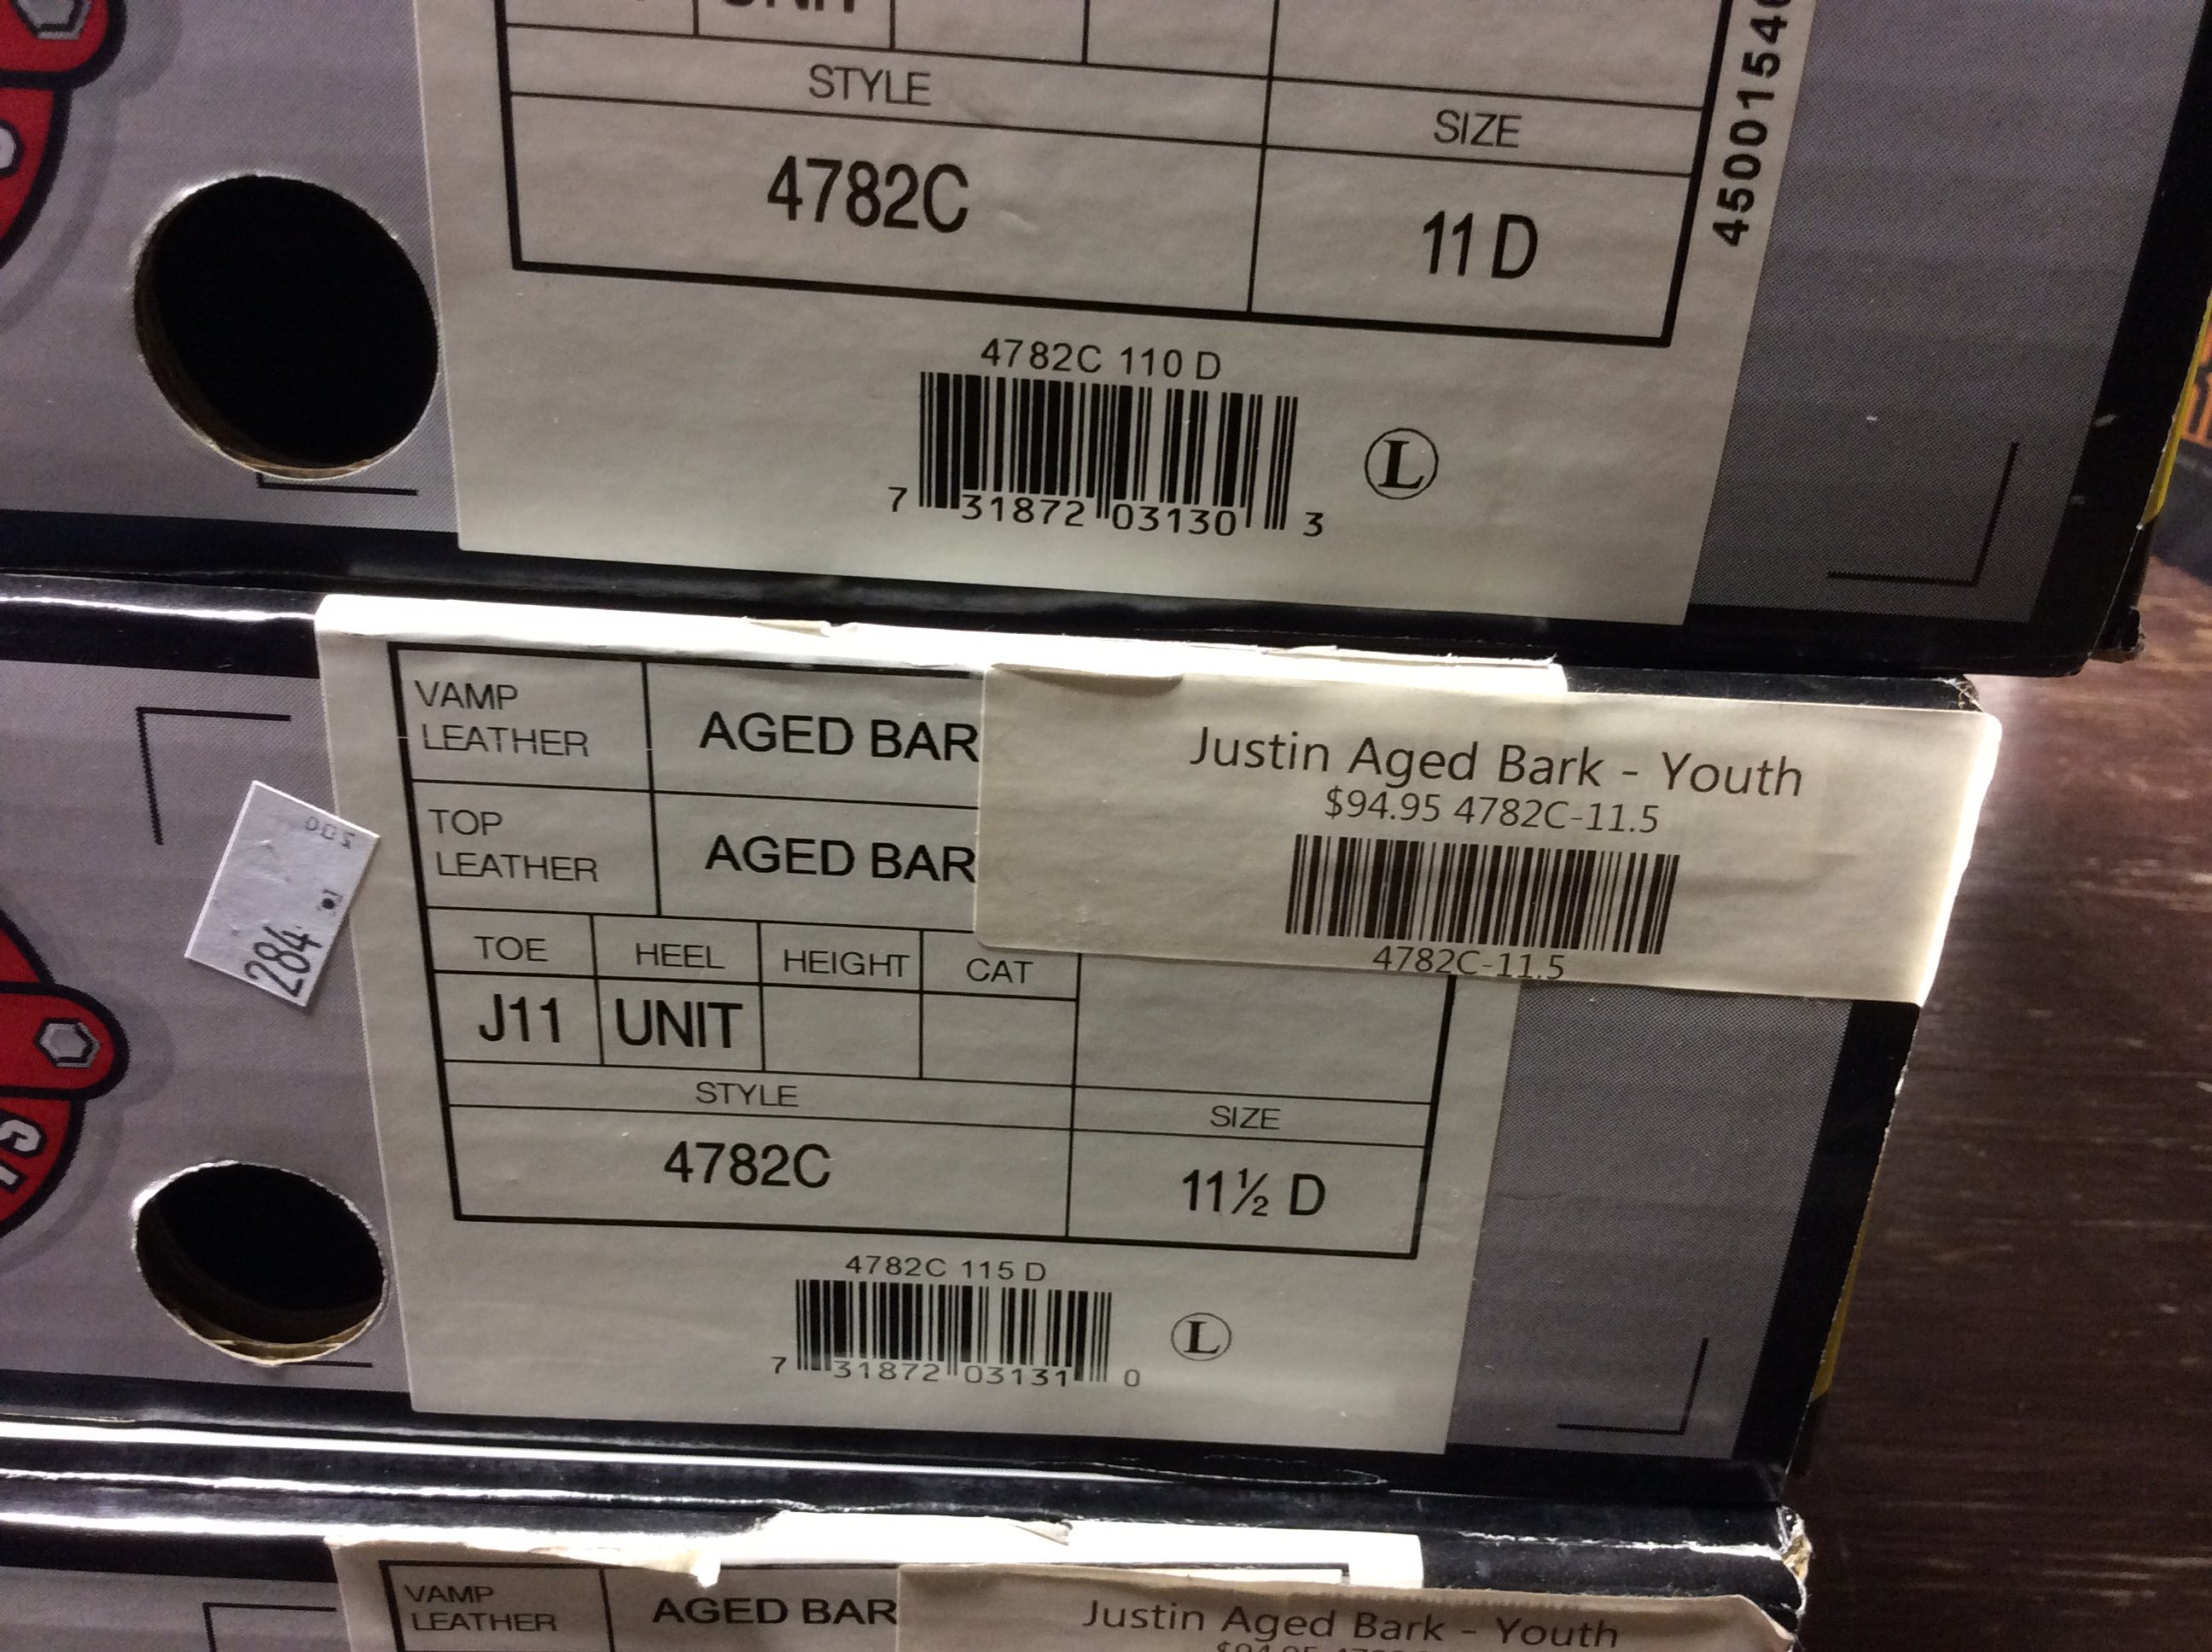 UNIT
STYLE
SIZE
4782C
11 D
4782C 110 D
7 31872 03130 3
L
VAMP
LEATHER
AGED BAR
TOP
LEATHER
AGED BAR
Justin Aged Bark - Youth
$94.95 4782C-11.5
4782C-11.5
284
TOE
HEEL
HEIGHT
CAT
J11
UNIT
STYLE
SIZE
4782C
11½ D
4782C 115 D
7 31872 03131 0
L
VAMP
LEATHER
AGED BAR
Justin Aged Bark - Youth